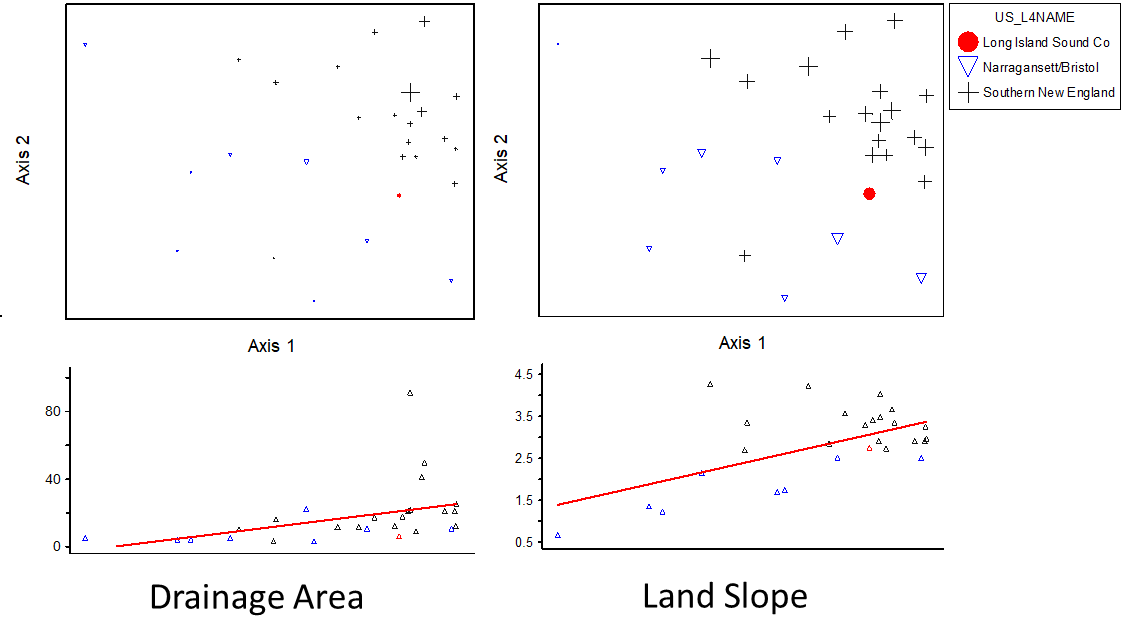 US_L4NAME
Long Island Sound Co
Narragansett/Bristol
Southern New England
Axis 2
Axis 2
Axis 1
Axis 1
80
40
0
4.5
3.5
2.5
1.5
0.5
Drainage Area
Land Slope